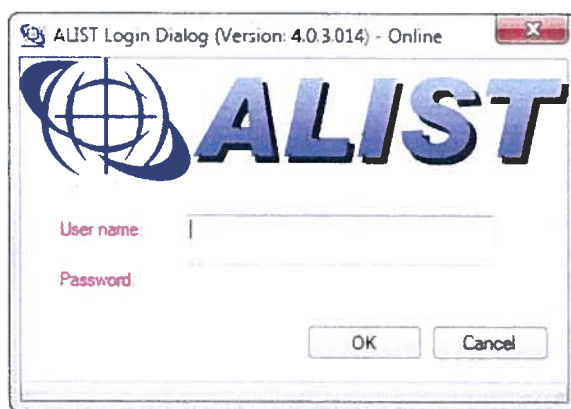 ALIST Login Dialog (Version: 4.0.3.014) - Online
ALIST
User name:
Password:
OK Cancel